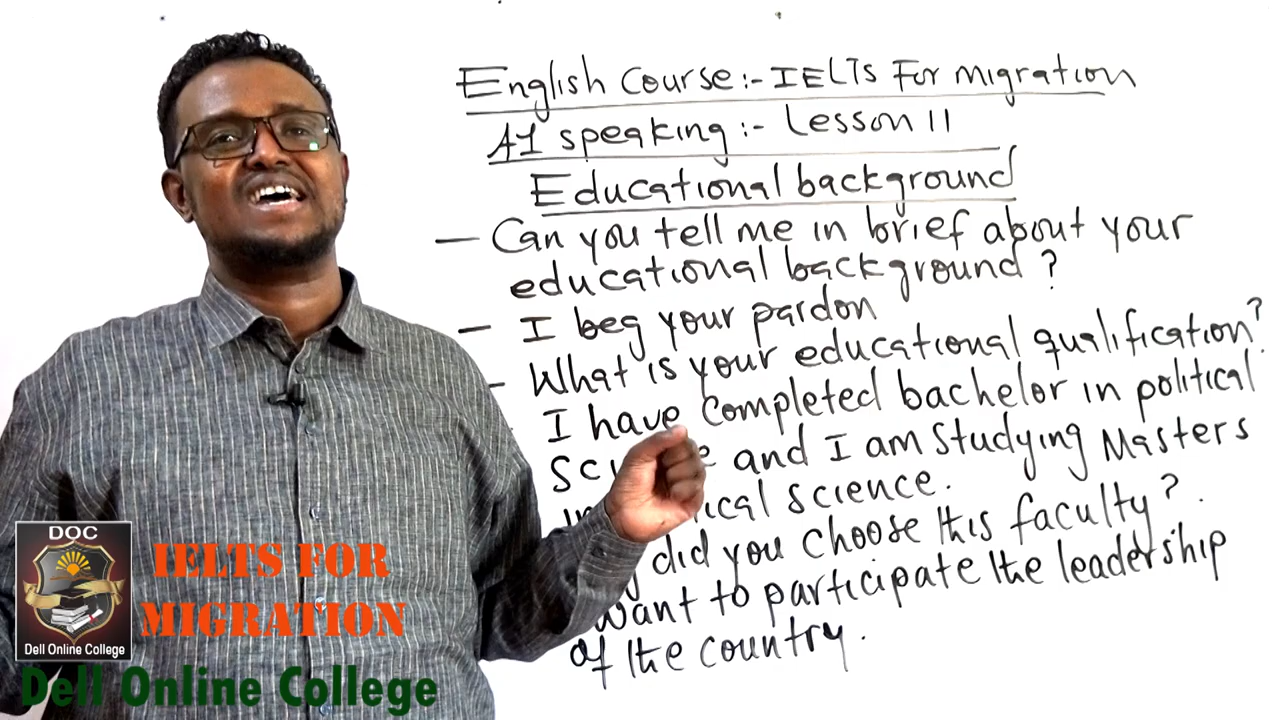 English Course:- IELTS For migration
A1 speaking:- Lesson 11
Educational background
— Can you tell me in brief about your
educational background ?
— I beg your pardon
- What is your educational qualification?
I have completed bachelor in political
and I am studying Masters
science.
did you choose this faculty?
want to participate the leadership
of the country.
DOC
Dell Online College
IELTS FOR
MIGRATION
Dell Online College